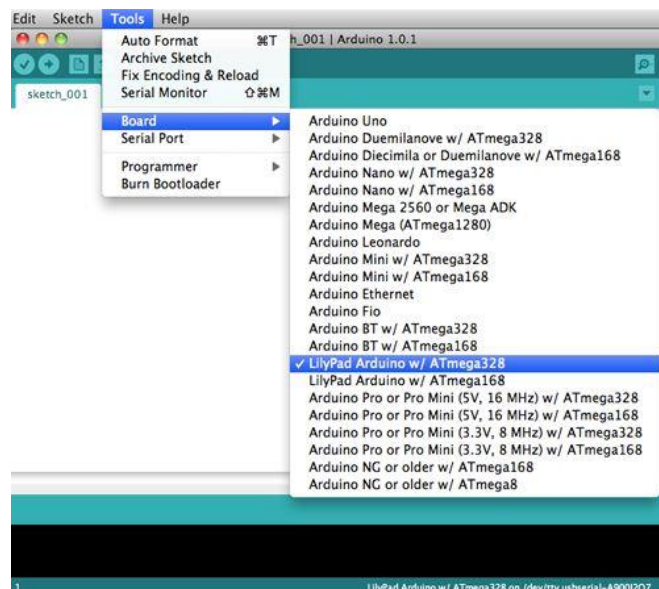 Edit Sketch Tools Help
h_001 | Arduino 1.0.1
Auto Format ⌘T
Archive Sketch
Fix Encoding & Reload
Serial Monitor ⇧⌘M
sketch_001
Board
Serial Port
Programmer
Burn Bootloader
Arduino Uno
Arduino Duemilanove w/ ATmega328
Arduino Diecimila or Duemilanove w/ ATmega168
Arduino Nano w/ ATmega328
Arduino Nano w/ ATmega168
Arduino Mega 2560 or Mega ADK
Arduino Mega (ATmega1280)
Arduino Leonardo
Arduino Mini w/ ATmega328
Arduino Mini w/ ATmega168
Arduino Ethernet
Arduino Fio
Arduino BT w/ ATmega328
Arduino BT w/ ATmega168
✓ LilyPad Arduino w/ ATmega328
LilyPad Arduino w/ ATmega168
Arduino Pro or Pro Mini (5V, 16 MHz) w/ ATmega328
Arduino Pro or Pro Mini (5V, 16 MHz) w/ ATmega168
Arduino Pro or Pro Mini (3.3V, 8 MHz) w/ ATmega328
Arduino Pro or Pro Mini (3.3V, 8 MHz) w/ ATmega168
Arduino NG or older w/ ATmega168
Arduino NG or older w/ ATmega8
1 LilyPad Arduino w/ ATmega328 on